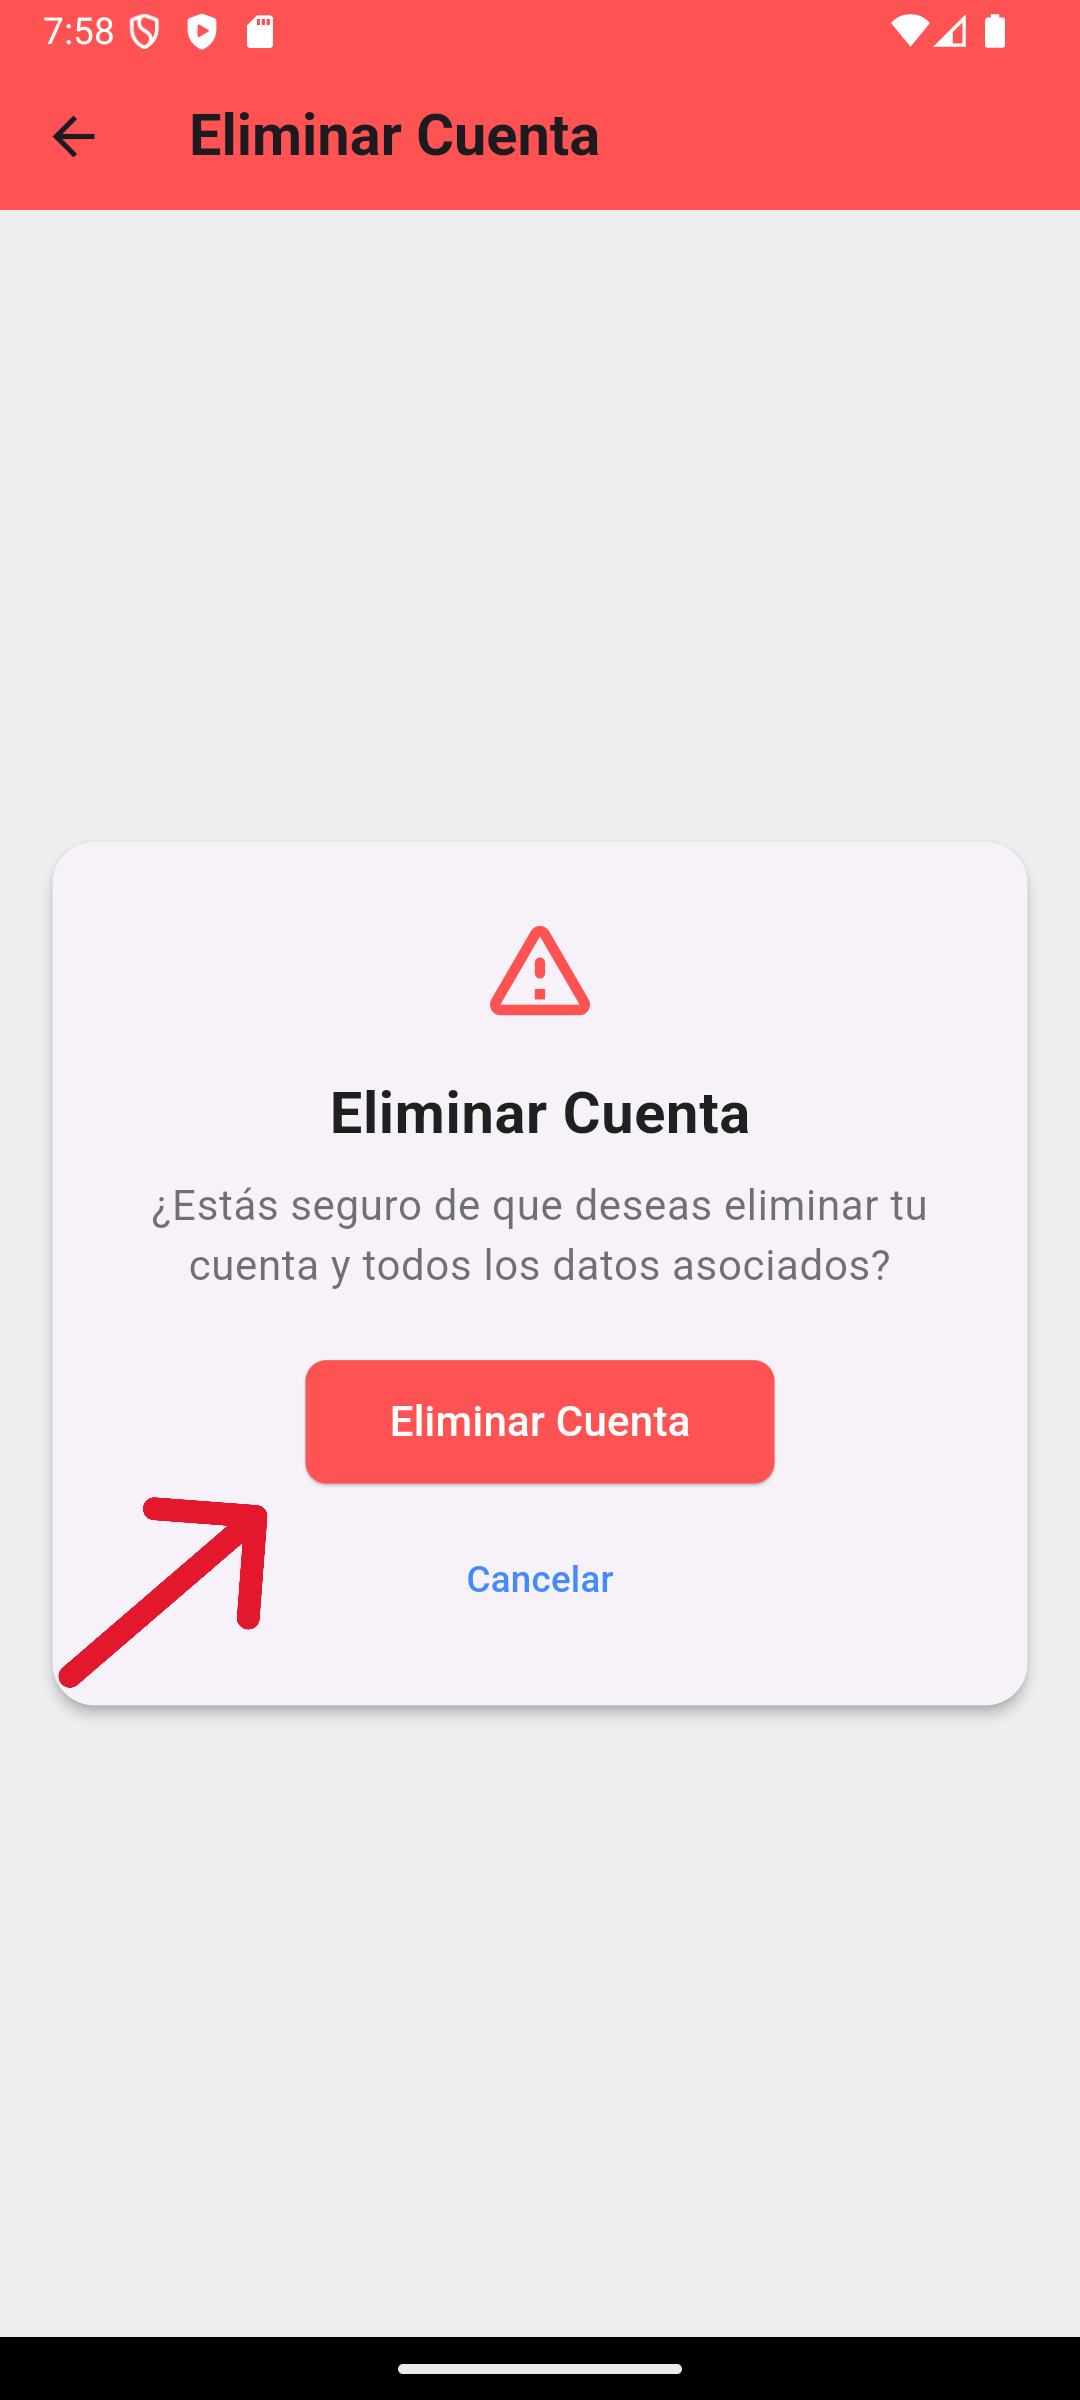 7:58
Eliminar Cuenta
Eliminar Cuenta
¿Estás seguro de que deseas eliminar tu
cuenta y todos los datos asociados?
Eliminar Cuenta
Cancelar